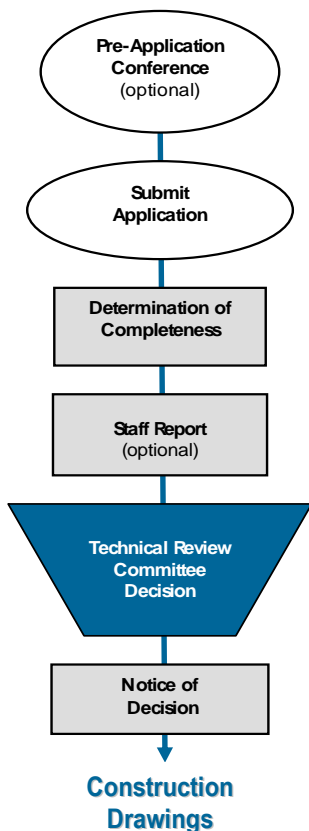 Pre-Application
Conference
(optional)
Submit
Application
Determination of
Completeness
Staff Report
(optional)
Technical Review
Committee
Decision
Notice of
Decision
Construction
Drawings